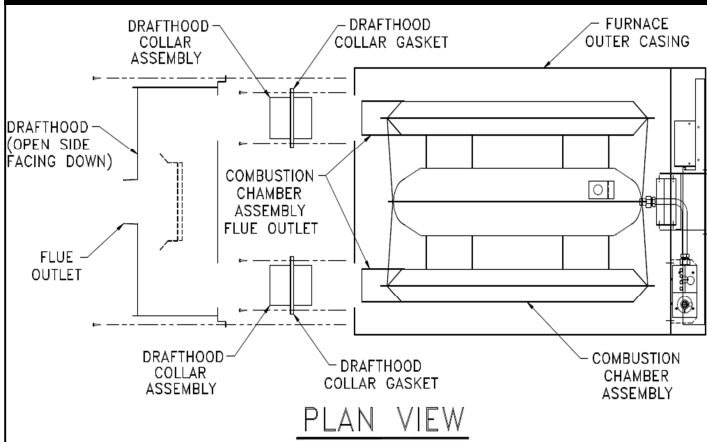 DRAFTHOOD
COLLAR
ASSEMBLY
DRAFTHOOD
COLLAR GASKET
FURNACE
OUTER CASING
DRAFTHOOD
(OPEN SIDE
FACING DOWN)
COMBUSTION
CHAMBER
ASSEMBLY
FLUE OUTLET
FLUE
OUTLET
DRAFTHOOD
COLLAR
ASSEMBLY
DRAFTHOOD
COLLAR GASKET
COMBUSTION
CHAMBER
ASSEMBLY
PLAN VIEW